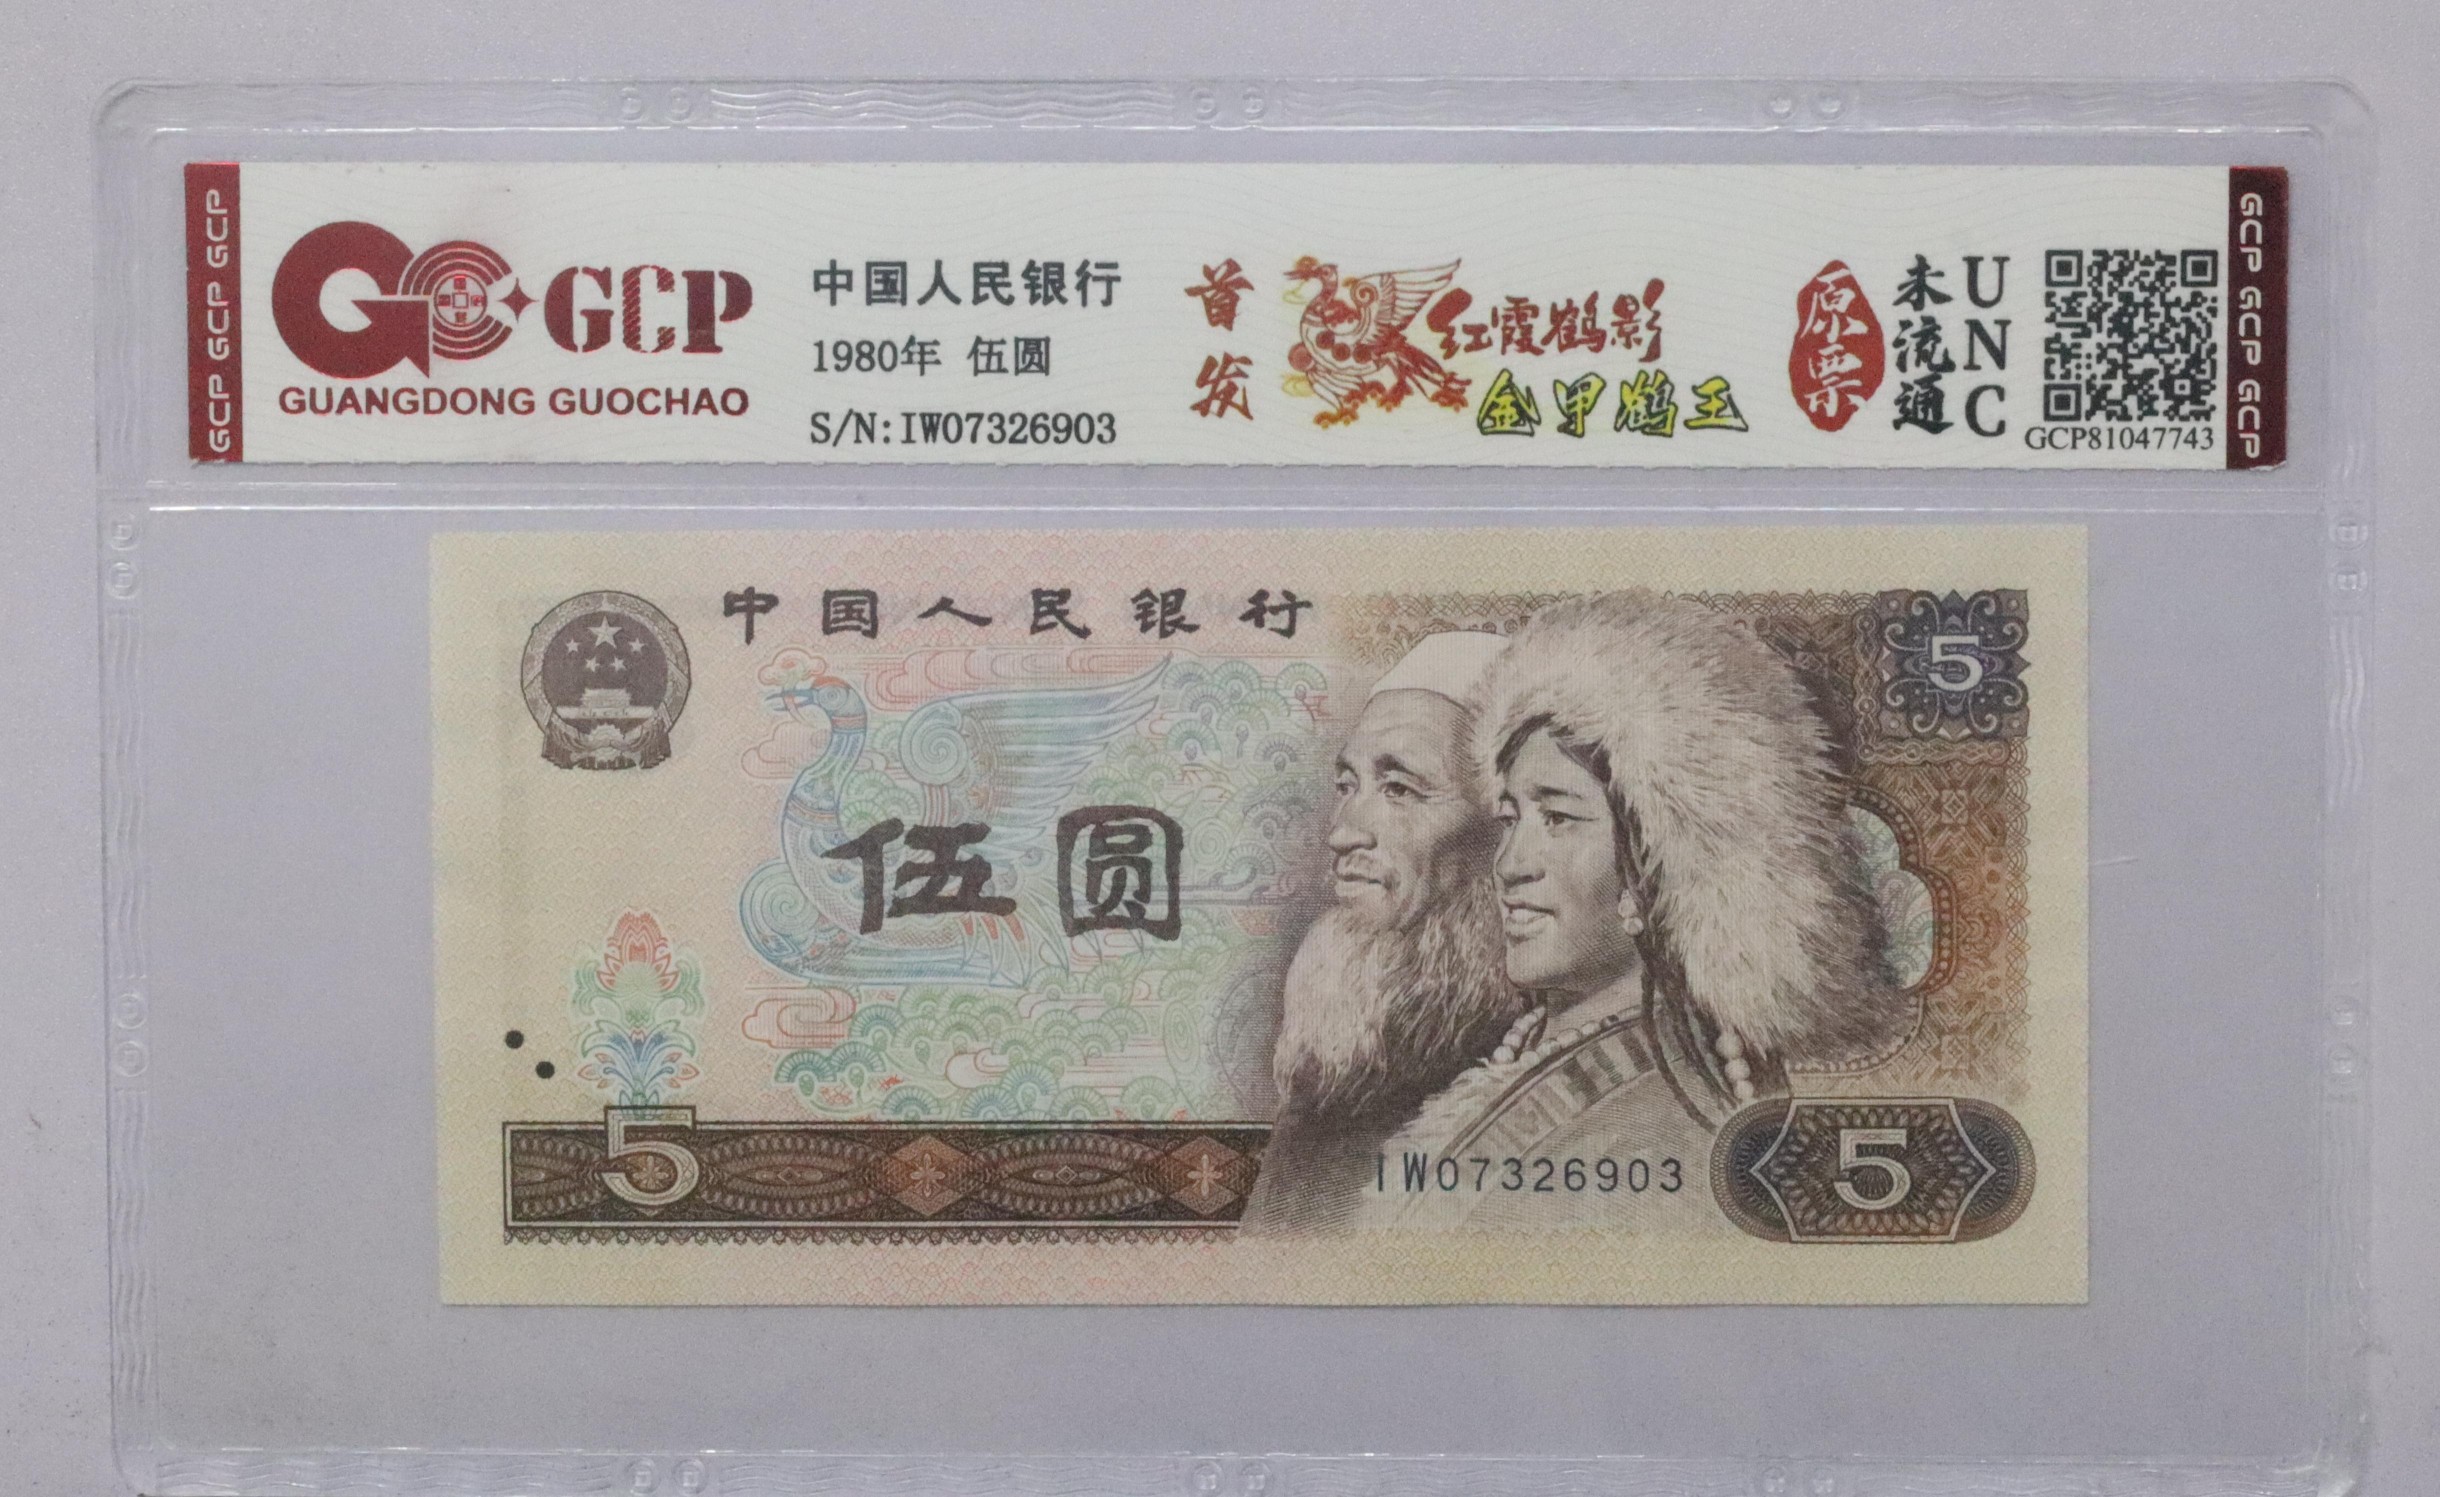 GCP GCP GCP
GCP
GUANGDONG GUOCHAO
中国人民银行
1980年 伍圆
S/N:IW07326903
首发
红霞鹤影
金甲鹤王
原票
未流通
UNC
GCP81047743
GCP GCP GCP
中国人民银行
5
伍圆
5
IW07326903
5